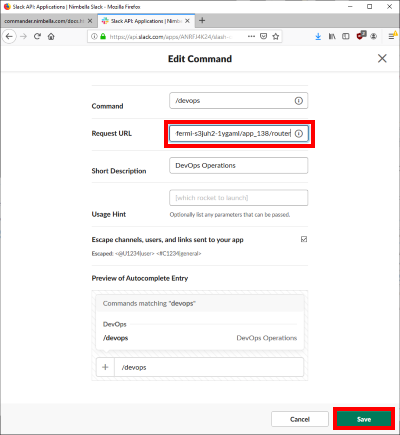 Slack API: Applications | Nimbella Slack - Mozilla Firefox
commander.nimbella.com/docs.ht
Slack API: Applications | Nimbella
https://api.slack.com/apps/ANRFJ4K24/slash-
Edit Command
Command
/devops
Request URL
fermi-s3juh2-1ygami/app_138/router
Short Description
DevOps Operations
[which rocket to launch]
Usage Hint
Optionally list any parameters that can be passed.
Escape channels, users, and links sent to your app
Escaped: <@U1234|user> <#C1234|general>
Preview of Autocomplete Entry
Commands matching "devops"
DevOps
/devops DevOps Operations
+ /devops
Cancel
Save